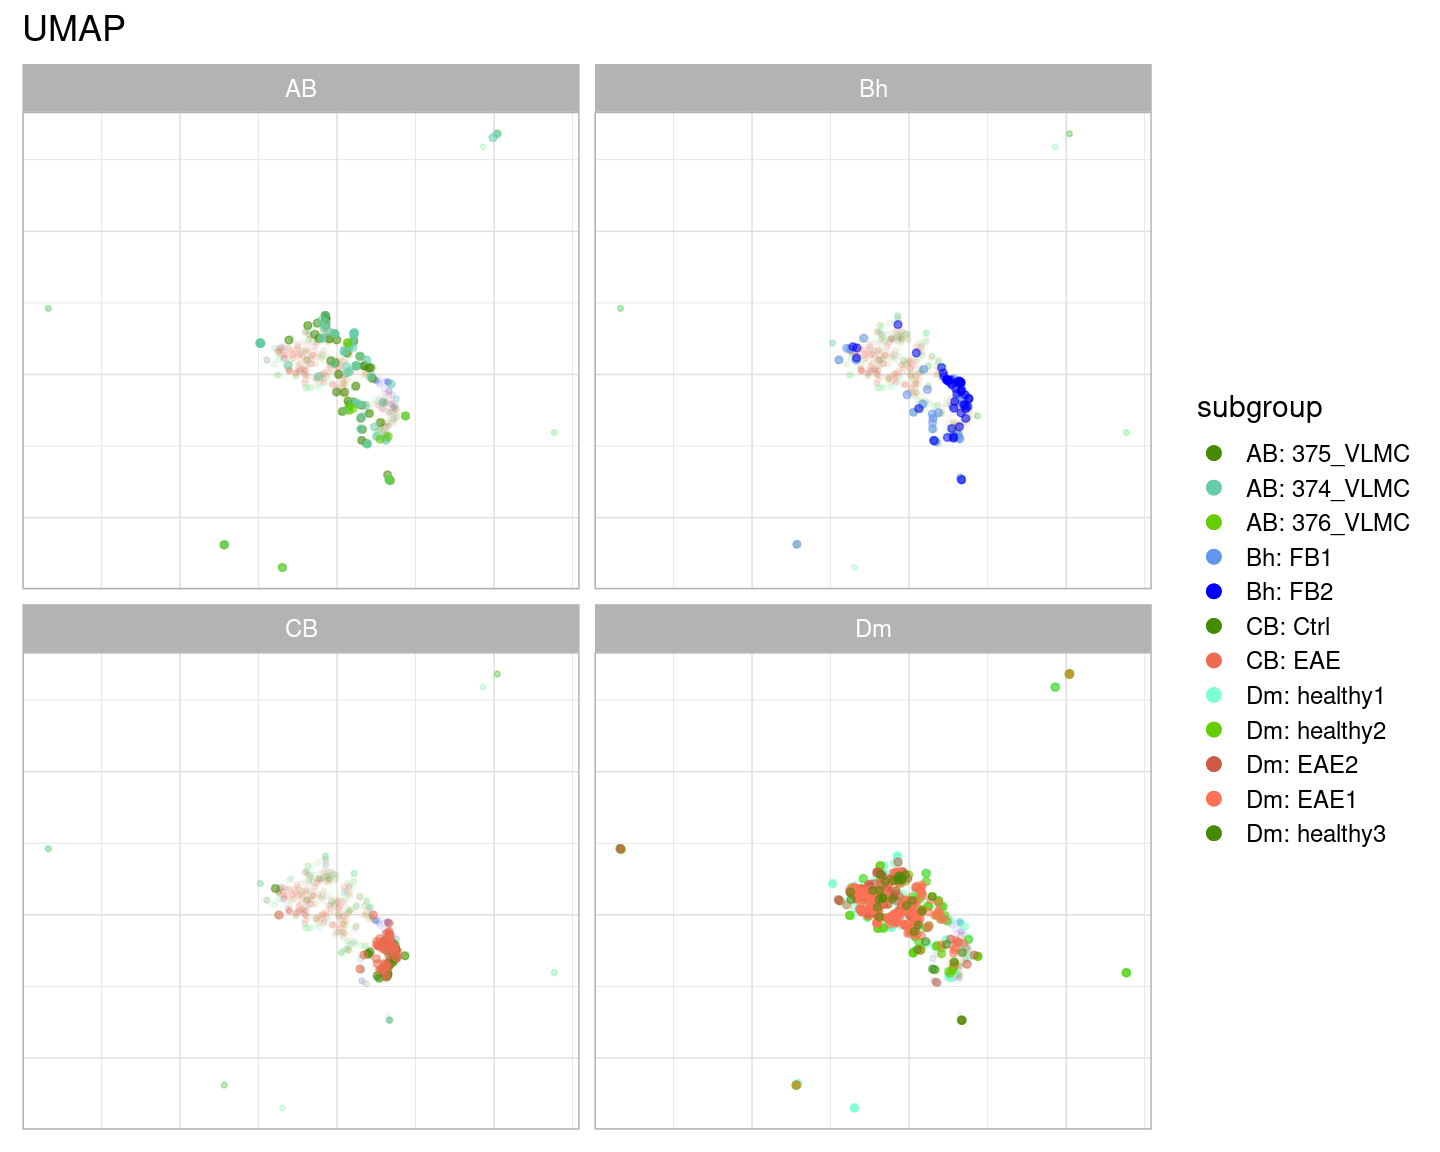 UMAP
AB
Bh
CB
Dm
subgroup
AB: 375_VLMC
AB: 374_VLMC
AB: 376_VLMC
Bh: FB1
Bh: FB2
CB: Ctrl
CB: EAE
Dm: healthy1
Dm: healthy2
Dm: EAE2
Dm: EAE1
Dm: healthy3